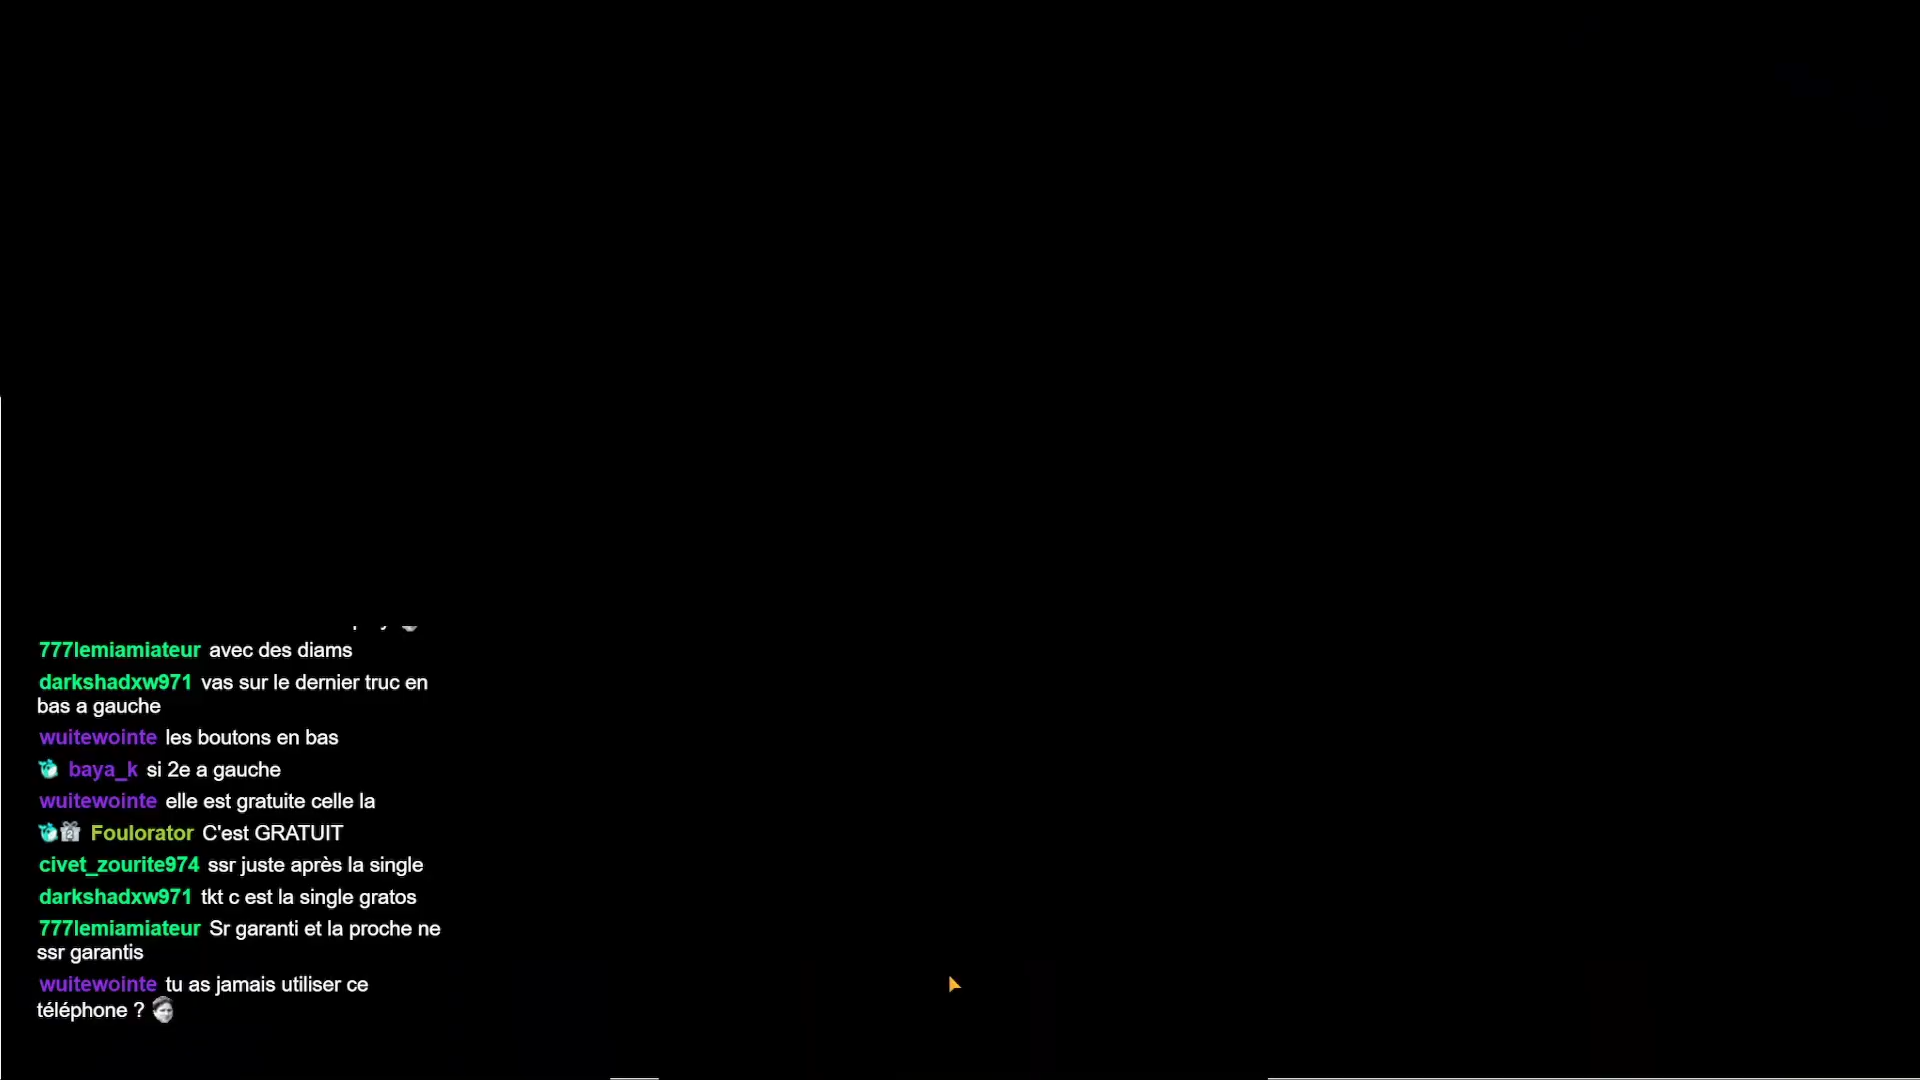 777lemiamiateur avec des diams
darkshadxw971 vas sur le dernier truc en
bas a gauche
wuitewointe les boutons en bas
baya_k si 2e a gauche
wuitewointe elle est gratuite celle la
Foulorator C'est GRATUIT
civet_zourite974 ssr juste après la single
darkshadxw971 tkt c est la single gratos
777lemiamiateur Sr garanti et la proche ne
ssr garantis
wuitewointe tu as jamais utiliser ce
téléphone ?